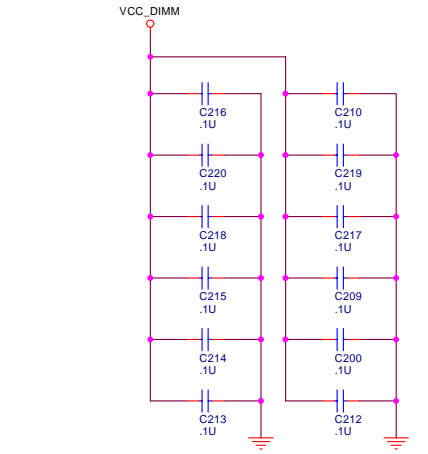 VCC_DIMM
C216
.1U
C210
.1U
C220
.1U
C219
.1U
C218
.1U
C217
.1U
C215
.1U
C209
.1U
C214
.1U
C200
.1U
C213
.1U
C212
.1U